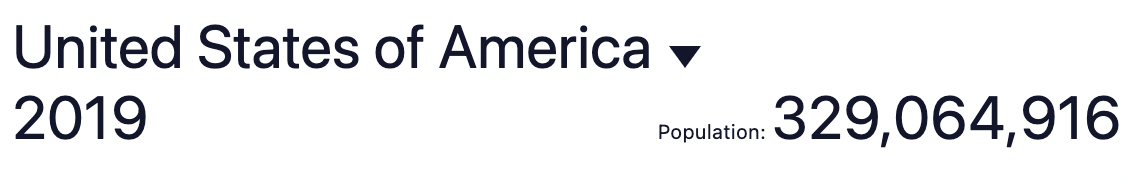 United States of America
2019
Population: 329,064,916